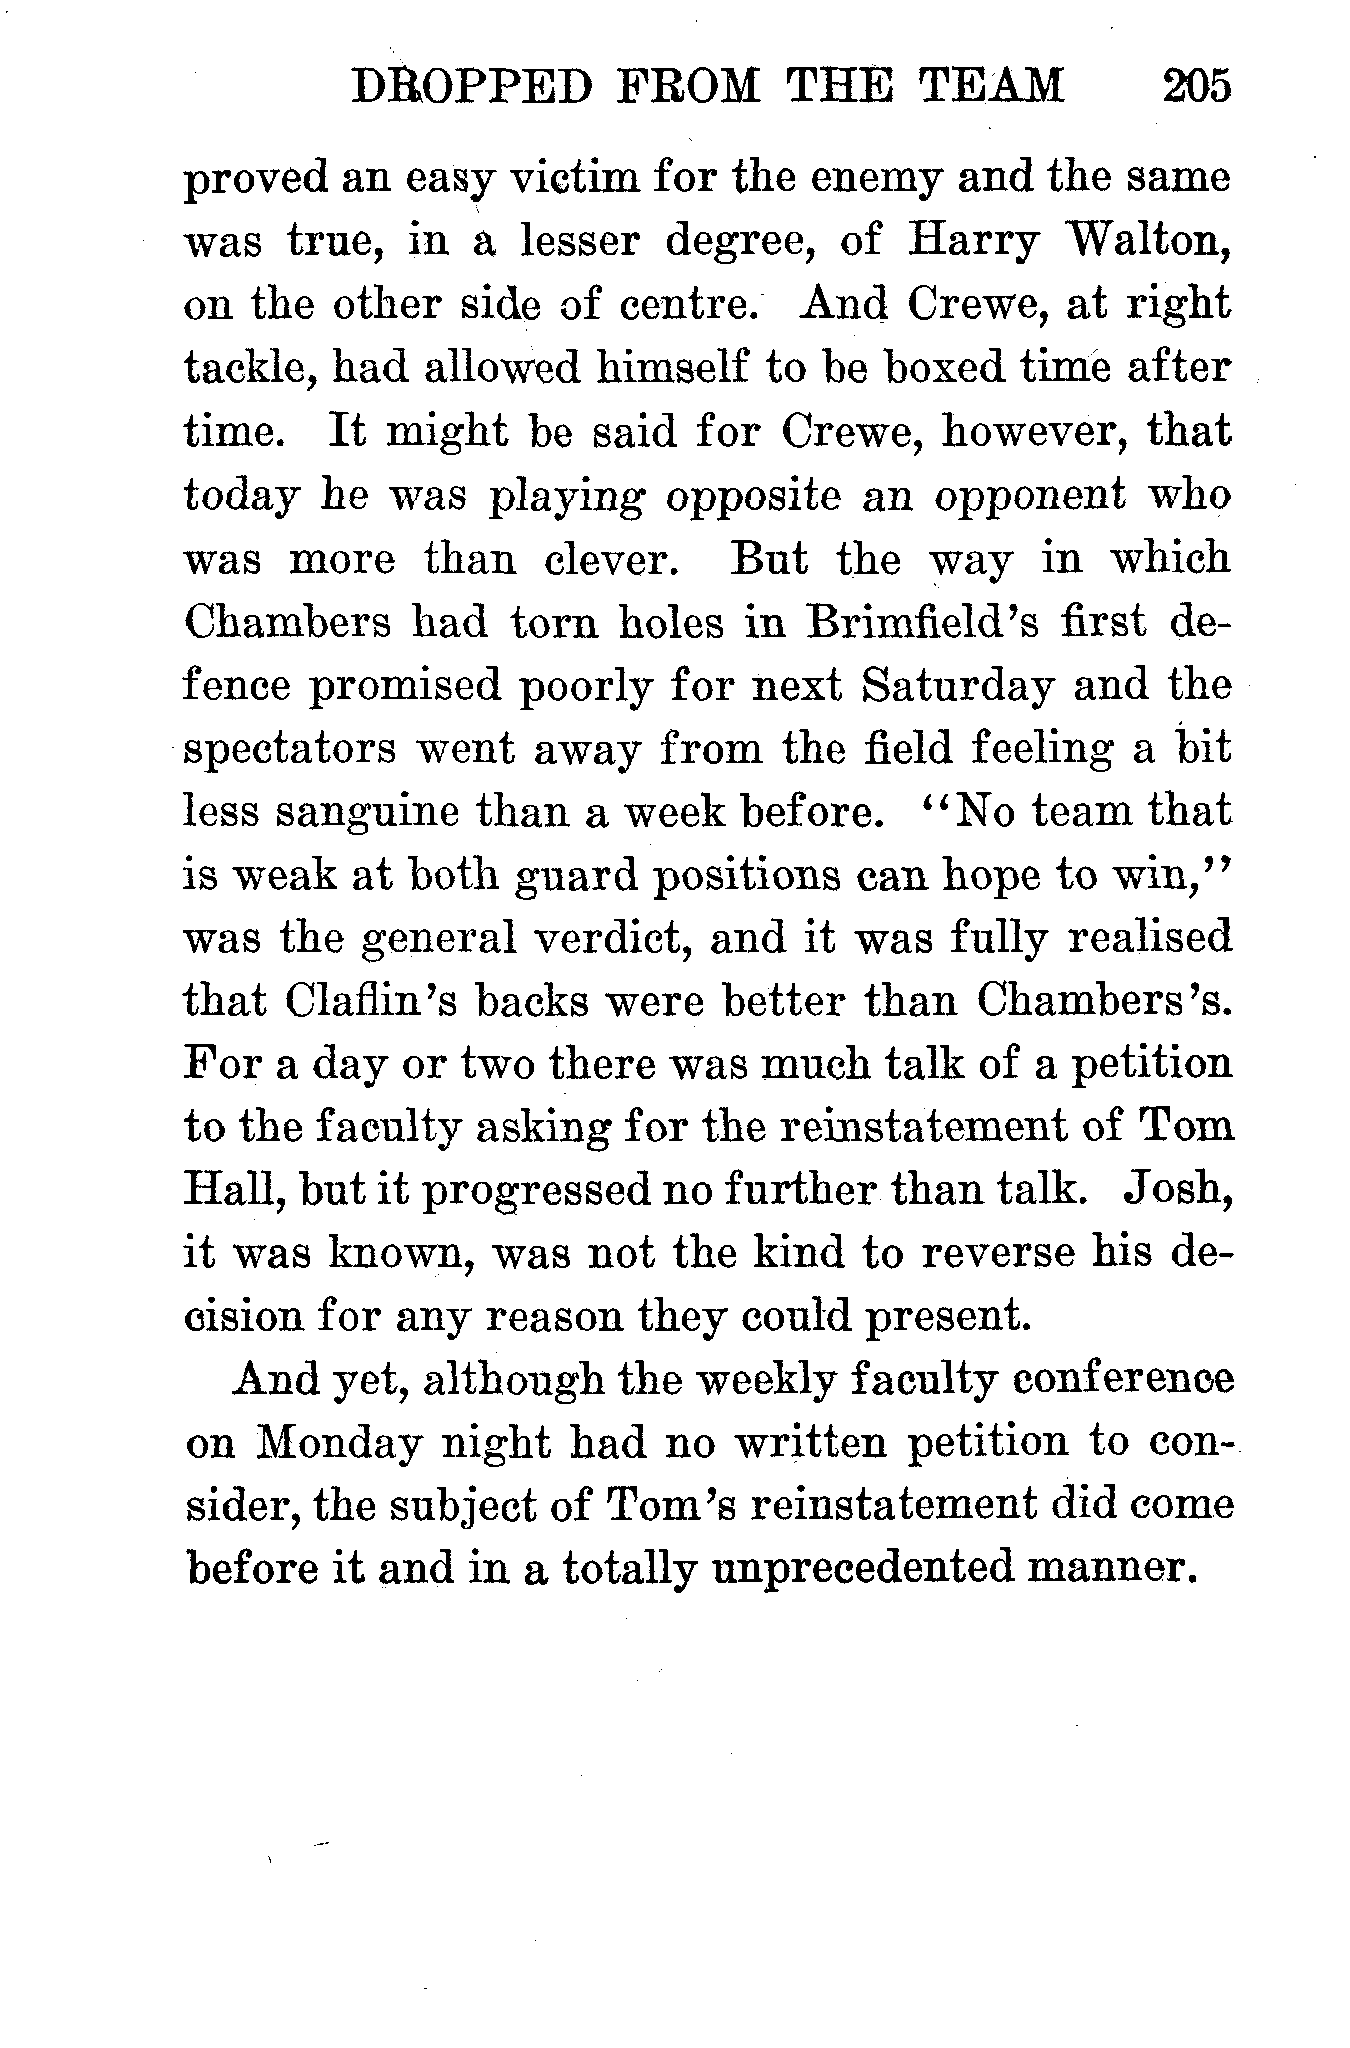 DROPPED FROM THE TEAM 205
proved an easy victim for the enemy and the same
was true, in a lesser degree, of Harry Walton,
on the other side of centre. And Crewe, at right
tackle, had allowed himself to be boxed time after
time. It might be said for Crewe, however, that
today he was playing opposite an opponent who
was more than clever. But the way in which
Chambers had torn holes in Brimfield's first de-
fence promised poorly for next Saturday and the
spectators went away from the field feeling a bit
less sanguine than a week before. "No team that
is weak at both guard positions can hope to win,"
was the general verdict, and it was fully realised
that Claflin's backs were better than Chambers's.
For a day or two there was much talk of a petition
to the faculty asking for the reinstatement of Tom
Hall, but it progressed no further than talk. Josh,
it was known, was not the kind to reverse his de-
cision for any reason they could present.
And yet, although the weekly faculty conference
on Monday night had no written petition to con-
sider, the subject of Tom's reinstatement did come
before it and in a totally unprecedented manner.